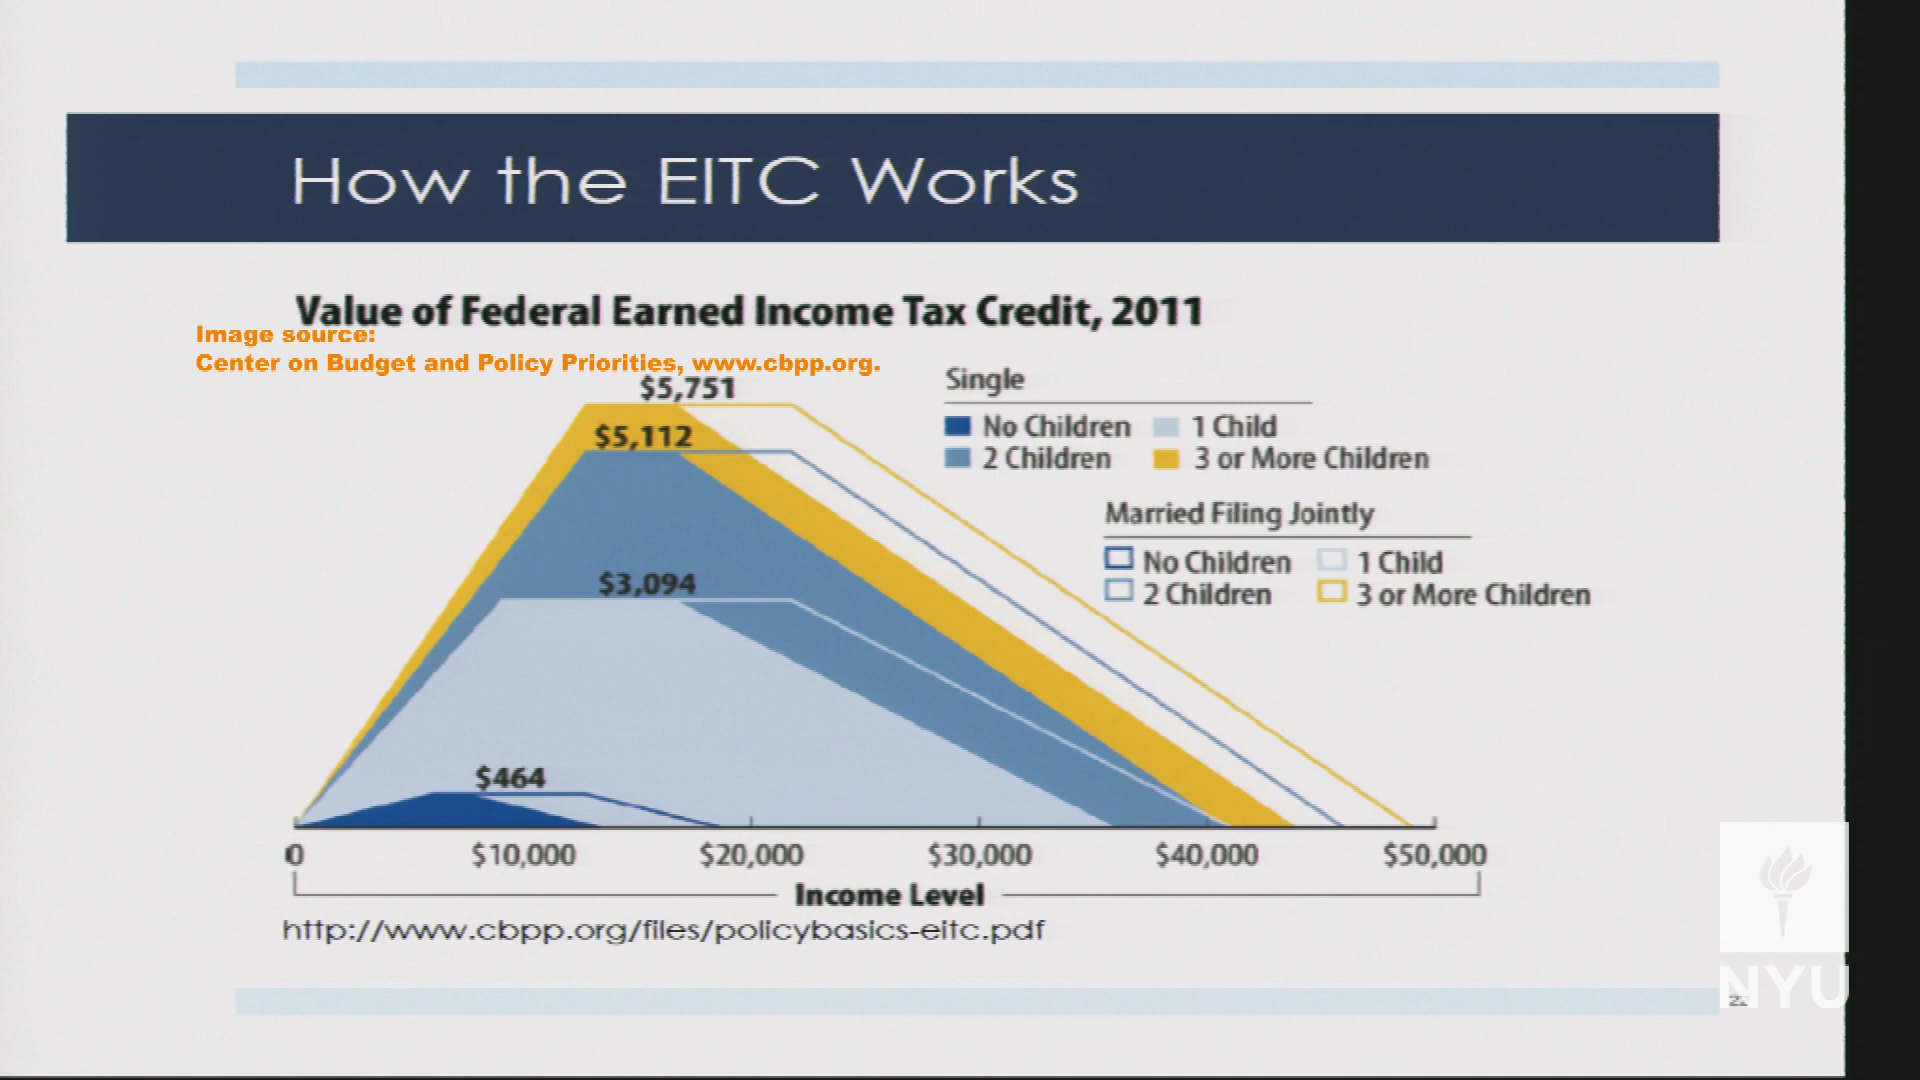 How the EITC Works
Value of Federal Earned Income Tax Credit, 2011
Image source:
Center on Budget and Policy Priorities, www.cbpp.org.
$5,751
$5,112
$3,094
$464
Single
No Children 1 Child
2 Children 3 or More Children
Married Filing Jointly
No Children 1 Child
2 Children 3 or More Children
0 $10,000 $20,000 $30,000 $40,000 $50,000
Income Level
http://www.cbpp.org/files/policybasics-eitc.pdf
NYU
22